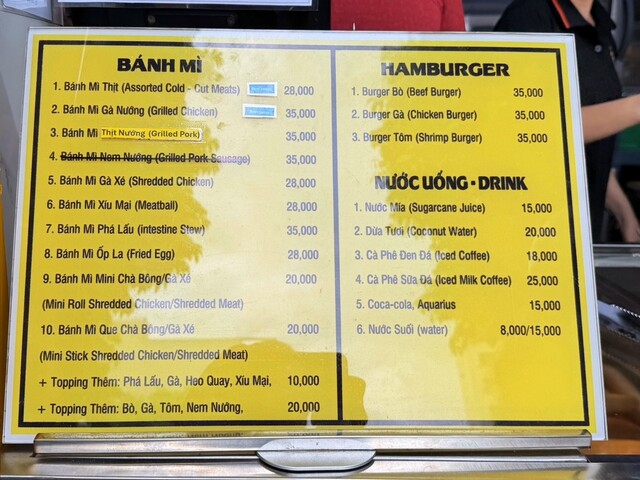 BÁNH MÌ
1. Bánh Mì Thịt (Assorted Cold - Cut Meats) 28,000
2. Bánh Mì Gà Nướng (Grilled Chicken) 35,000
3. Bánh Mì Thịt Nướng (Grilled Pork) 35,000
4. Bánh Mì Nem Nướng (Grilled Pork Sausage) 35,000
5. Bánh Mì Gà Xé (Shredded Chicken) 28,000
6. Bánh Mì Xíu Mại (Meatball) 28,000
7. Bánh Mì Phá Lấu (intestine Stew) 35,000
8. Bánh Mì Ốp La (Fried Egg) 28,000
9. Bánh Mì Mini Chà Bông/Gà Xé 20,000
(Mini Roll Shredded Chicken/Shredded Meat)
10. Bánh Mì Que Chà Bông/Gà Xé 20,000
(Mini Stick Shredded Chicken/Shredded Meat)
+ Topping Thêm: Phá Lấu, Gà, Heo Quay, Xíu Mại, 10,000
+ Topping Thêm: Bò, Gà, Tôm, Nem Nướng, 20,000
HAMBURGER
1. Burger Bò (Beef Burger) 35,000
2. Burger Gà (Chicken Burger) 35,000
3. Burger Tôm (Shrimp Burger) 35,000
NƯỚC UỐNG - DRINK
1. Nước Mía (Sugarcane Juice) 15,000
2. Dừa Tươi (Coconut Water) 20,000
3. Cà Phê Đen Đá (Iced Coffee) 18,000
4. Cà Phê Sữa Đá (Iced Milk Coffee) 25,000
5. Coca-cola, Aquarius 15,000
6. Nước Suối (water) 8,000/15,000